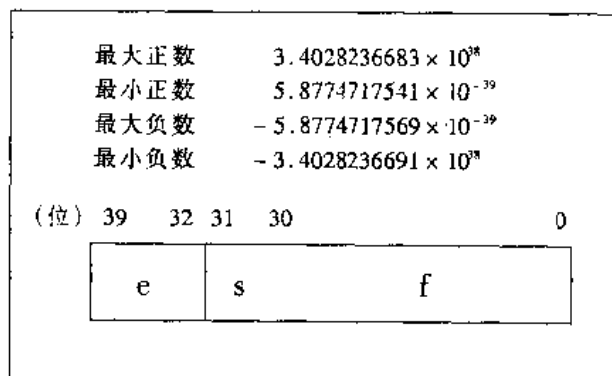 最大正数 3.4028236683 × 10³⁸
最小正数 5.8774717541 × 10⁻³⁹
最大负数 - 5.8774717569 × 10⁻³⁹
最小负数 - 3.4028236691 × 10³⁸
(位) 39 32 31 30 0
e s f